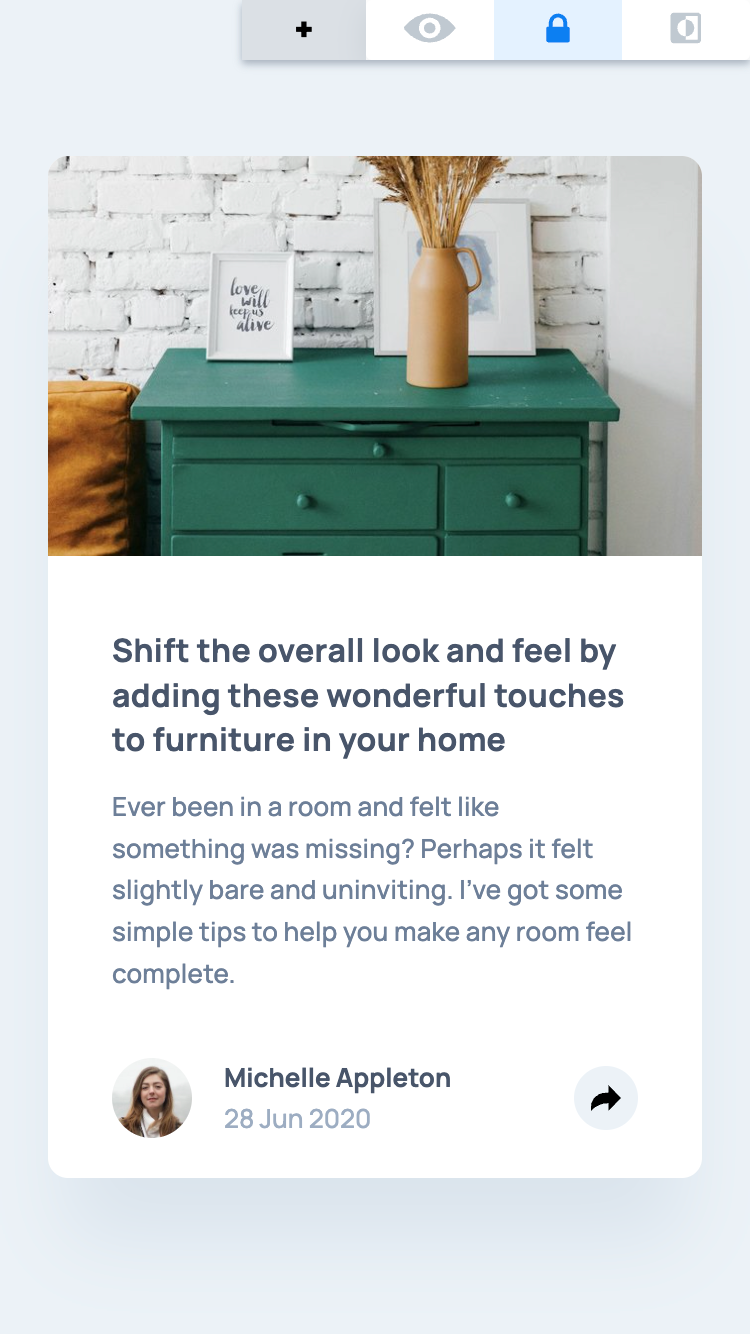 love
will
keep us
alive
Shift the overall look and feel by
adding these wonderful touches
to furniture in your home
Ever been in a room and felt like
something was missing? Perhaps it felt
slightly bare and uninviting. I’ve got some
simple tips to help you make any room feel
complete.
Michelle Appleton
28 Jun 2020